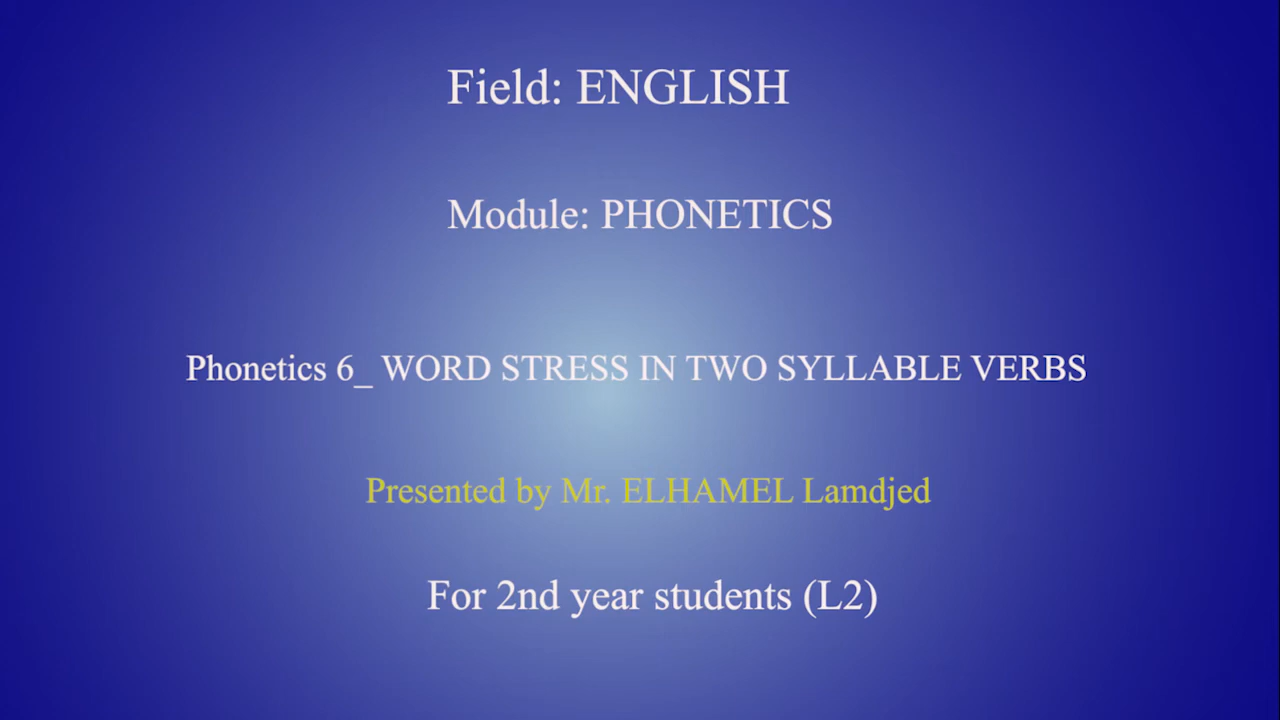 Field: ENGLISH
Module: PHONETICS
Phonetics 6_ WORD STRESS IN TWO SYLLABLE VERBS
Presented by Mr. ELHAMEL Lamdjed
For 2nd year students (L2)